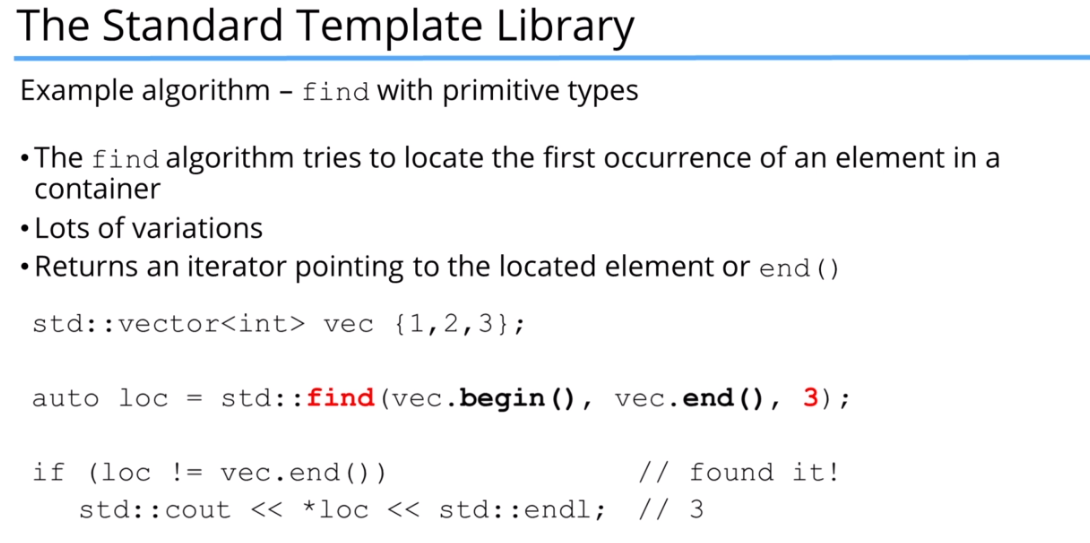 The Standard Template Library
Example algorithm – find with primitive types
•The find algorithm tries to locate the first occurrence of an element in a
container
•Lots of variations
•Returns an iterator pointing to the located element or end()
std::vector<int> vec {1,2,3};
auto loc = std::find(vec.begin(), vec.end(), 3);
if (loc != vec.end()) // found it!
std::cout << *loc << std::endl; // 3